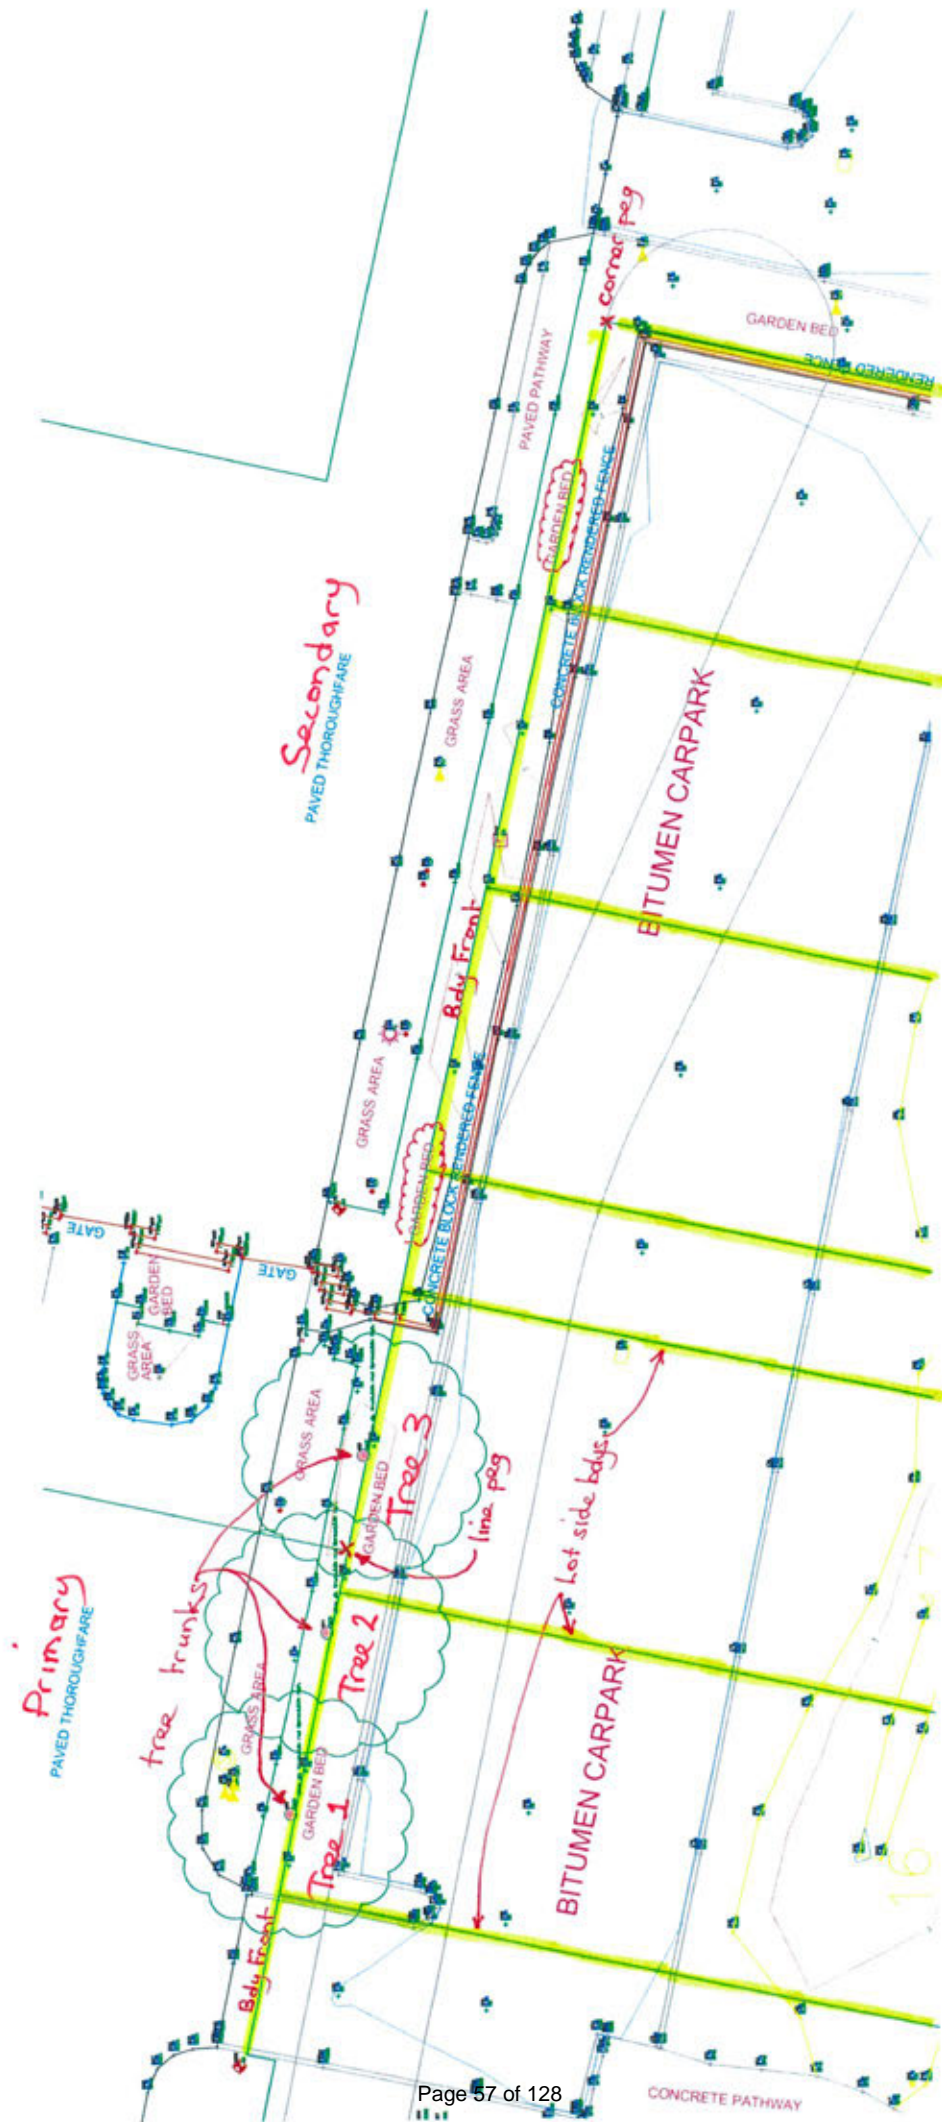 corner peg
GARDEN BED
RENDERED FENCE
PAVED PATHWAY
GARDEN BED
CONCRETE BLOCK RENDERED FENCE
Secondary
PAVED THOROUGHFARE
GRASS AREA
BITUMEN CARPARK
Bdy Front
GRASS AREA
GARDEN BED
CONCRETE BLOCK RENDERED FENCE
GATE
GATE
GARDEN
BED
GRASS
AREA
GRASS AREA
Tree 3
GARDEN BED
line peg
Lot side bdys
Primary
PAVED THOROUGHFARE
tree trunks
Tree 2
GRASS AREA
GARDEN BED
Tree 1
BITUMEN CARPARK
16
Bdy Front
CONCRETE PATHWAY
Page 57 of 128